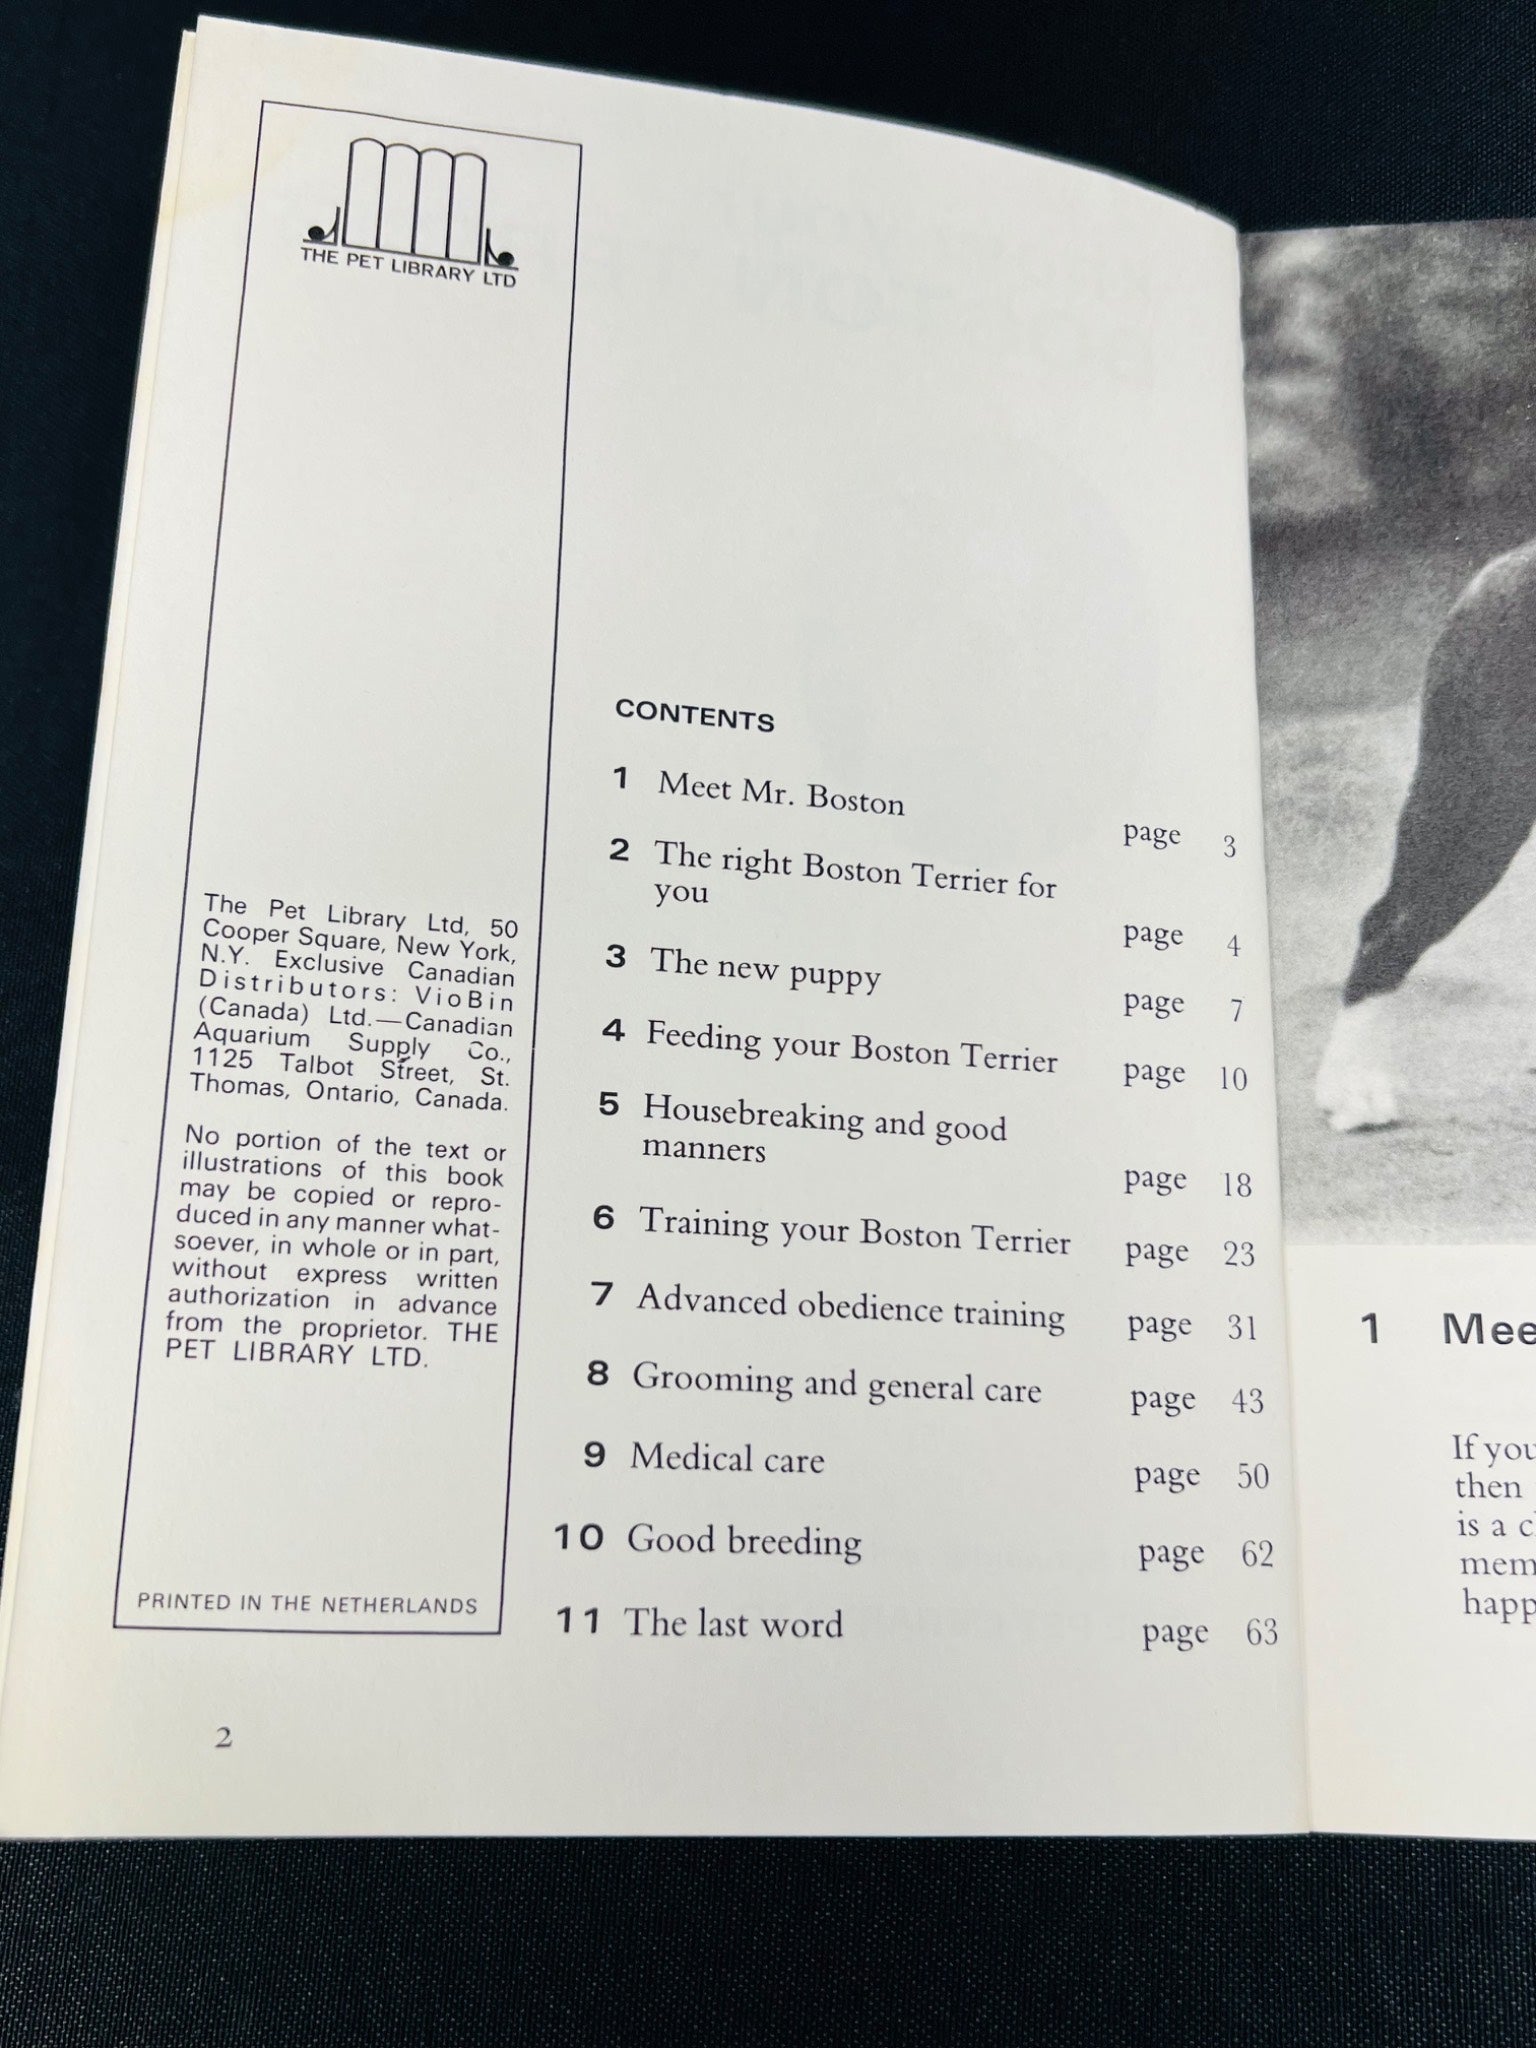 THE PET LIBRARY LTD
The Pet Library Ltd, 50
Cooper Square, New York,
N.Y. Exclusive Canadian
Distributors: VioBin
(Canada) Ltd.—Canadian
Aquarium Supply Co.,
1125 Talbot Street, St.
Thomas, Ontario, Canada.
No portion of the text or
illustrations of this book
may be copied or repro-
duced in any manner what-
soever, in whole or in part,
without express written
authorization in advance
from the proprietor. THE
PET LIBRARY LTD.
PRINTED IN THE NETHERLANDS
2
CONTENTS
1 Meet Mr. Boston page 3
2 The right Boston Terrier for
you page 4
3 The new puppy page 7
4 Feeding your Boston Terrier page 10
5 Housebreaking and good
manners page 18
6 Training your Boston Terrier page 23
7 Advanced obedience training page 31
8 Grooming and general care page 43
9 Medical care page 50
10 Good breeding page 62
11 The last word page 63
1 Mee
If you
then
is a c
mem
happ